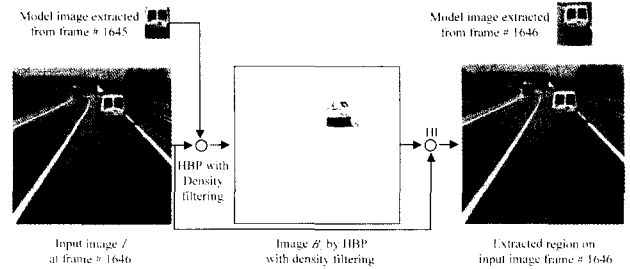 Model image extracted
from frame # 1645
Model image extracted
from frame # 1646
HBP with
Density
filtering
HI
Input image I
at frame # 1646
Image B, by HBP
with density filtering
Extracted region on
input image frame # 1646